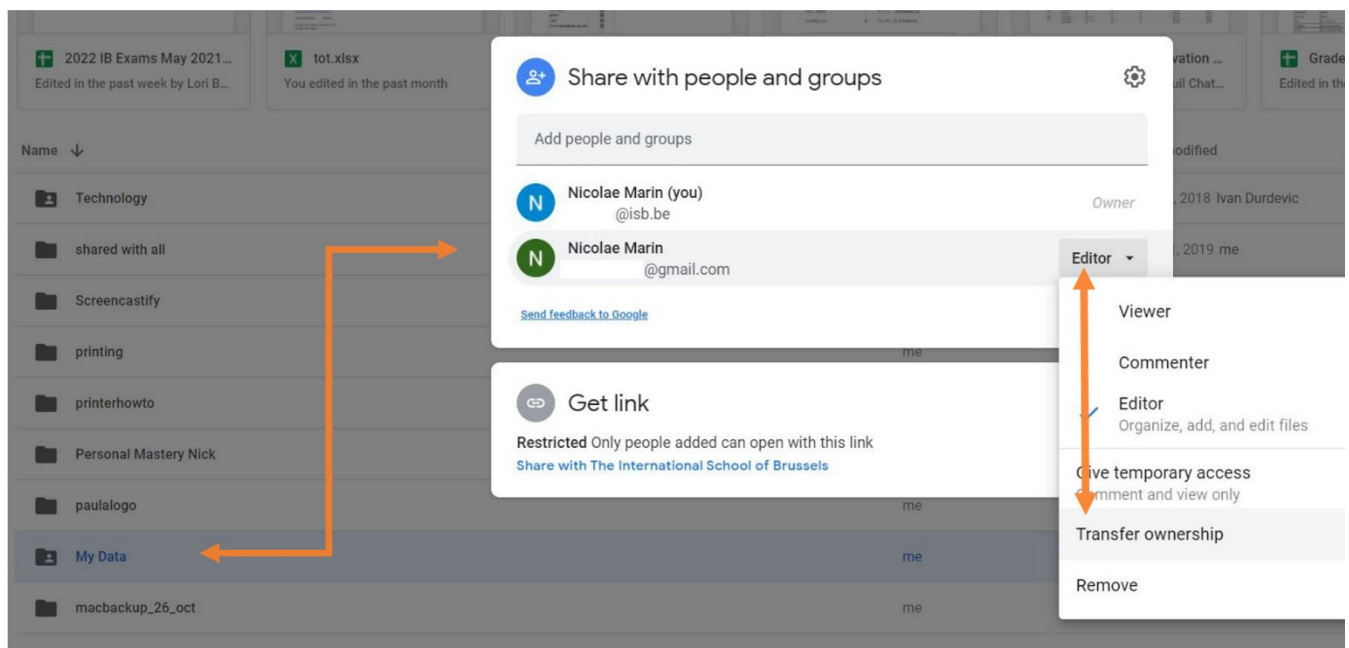 2022 IB Exams May 2021...
Edited in the past week by Lori B...
tot.xlsx
You edited in the past month
vation ...
uil Chat...
Grade
Edited in th
Share with people and groups
Add people and groups
Name
odified
N
Nicolae Marin (you)
@isb.be
Owner
N
Nicolae Marin
@gmail.com
Editor
Send feedback to Google
Viewer
Commenter
Editor
Organize, add, and edit files
Give temporary access
Comment and view only
Transfer ownership
Remove
Get link
Restricted Only people added can open with this link
Share with The International School of Brussels
Technology
, 2018 Ivan Durdevic
shared with all
, 2019 me
Screencastify
printing
me
printerhowto
Personal Mastery Nick
paulalogo
me
My Data
me
macbackup_26_oct
me